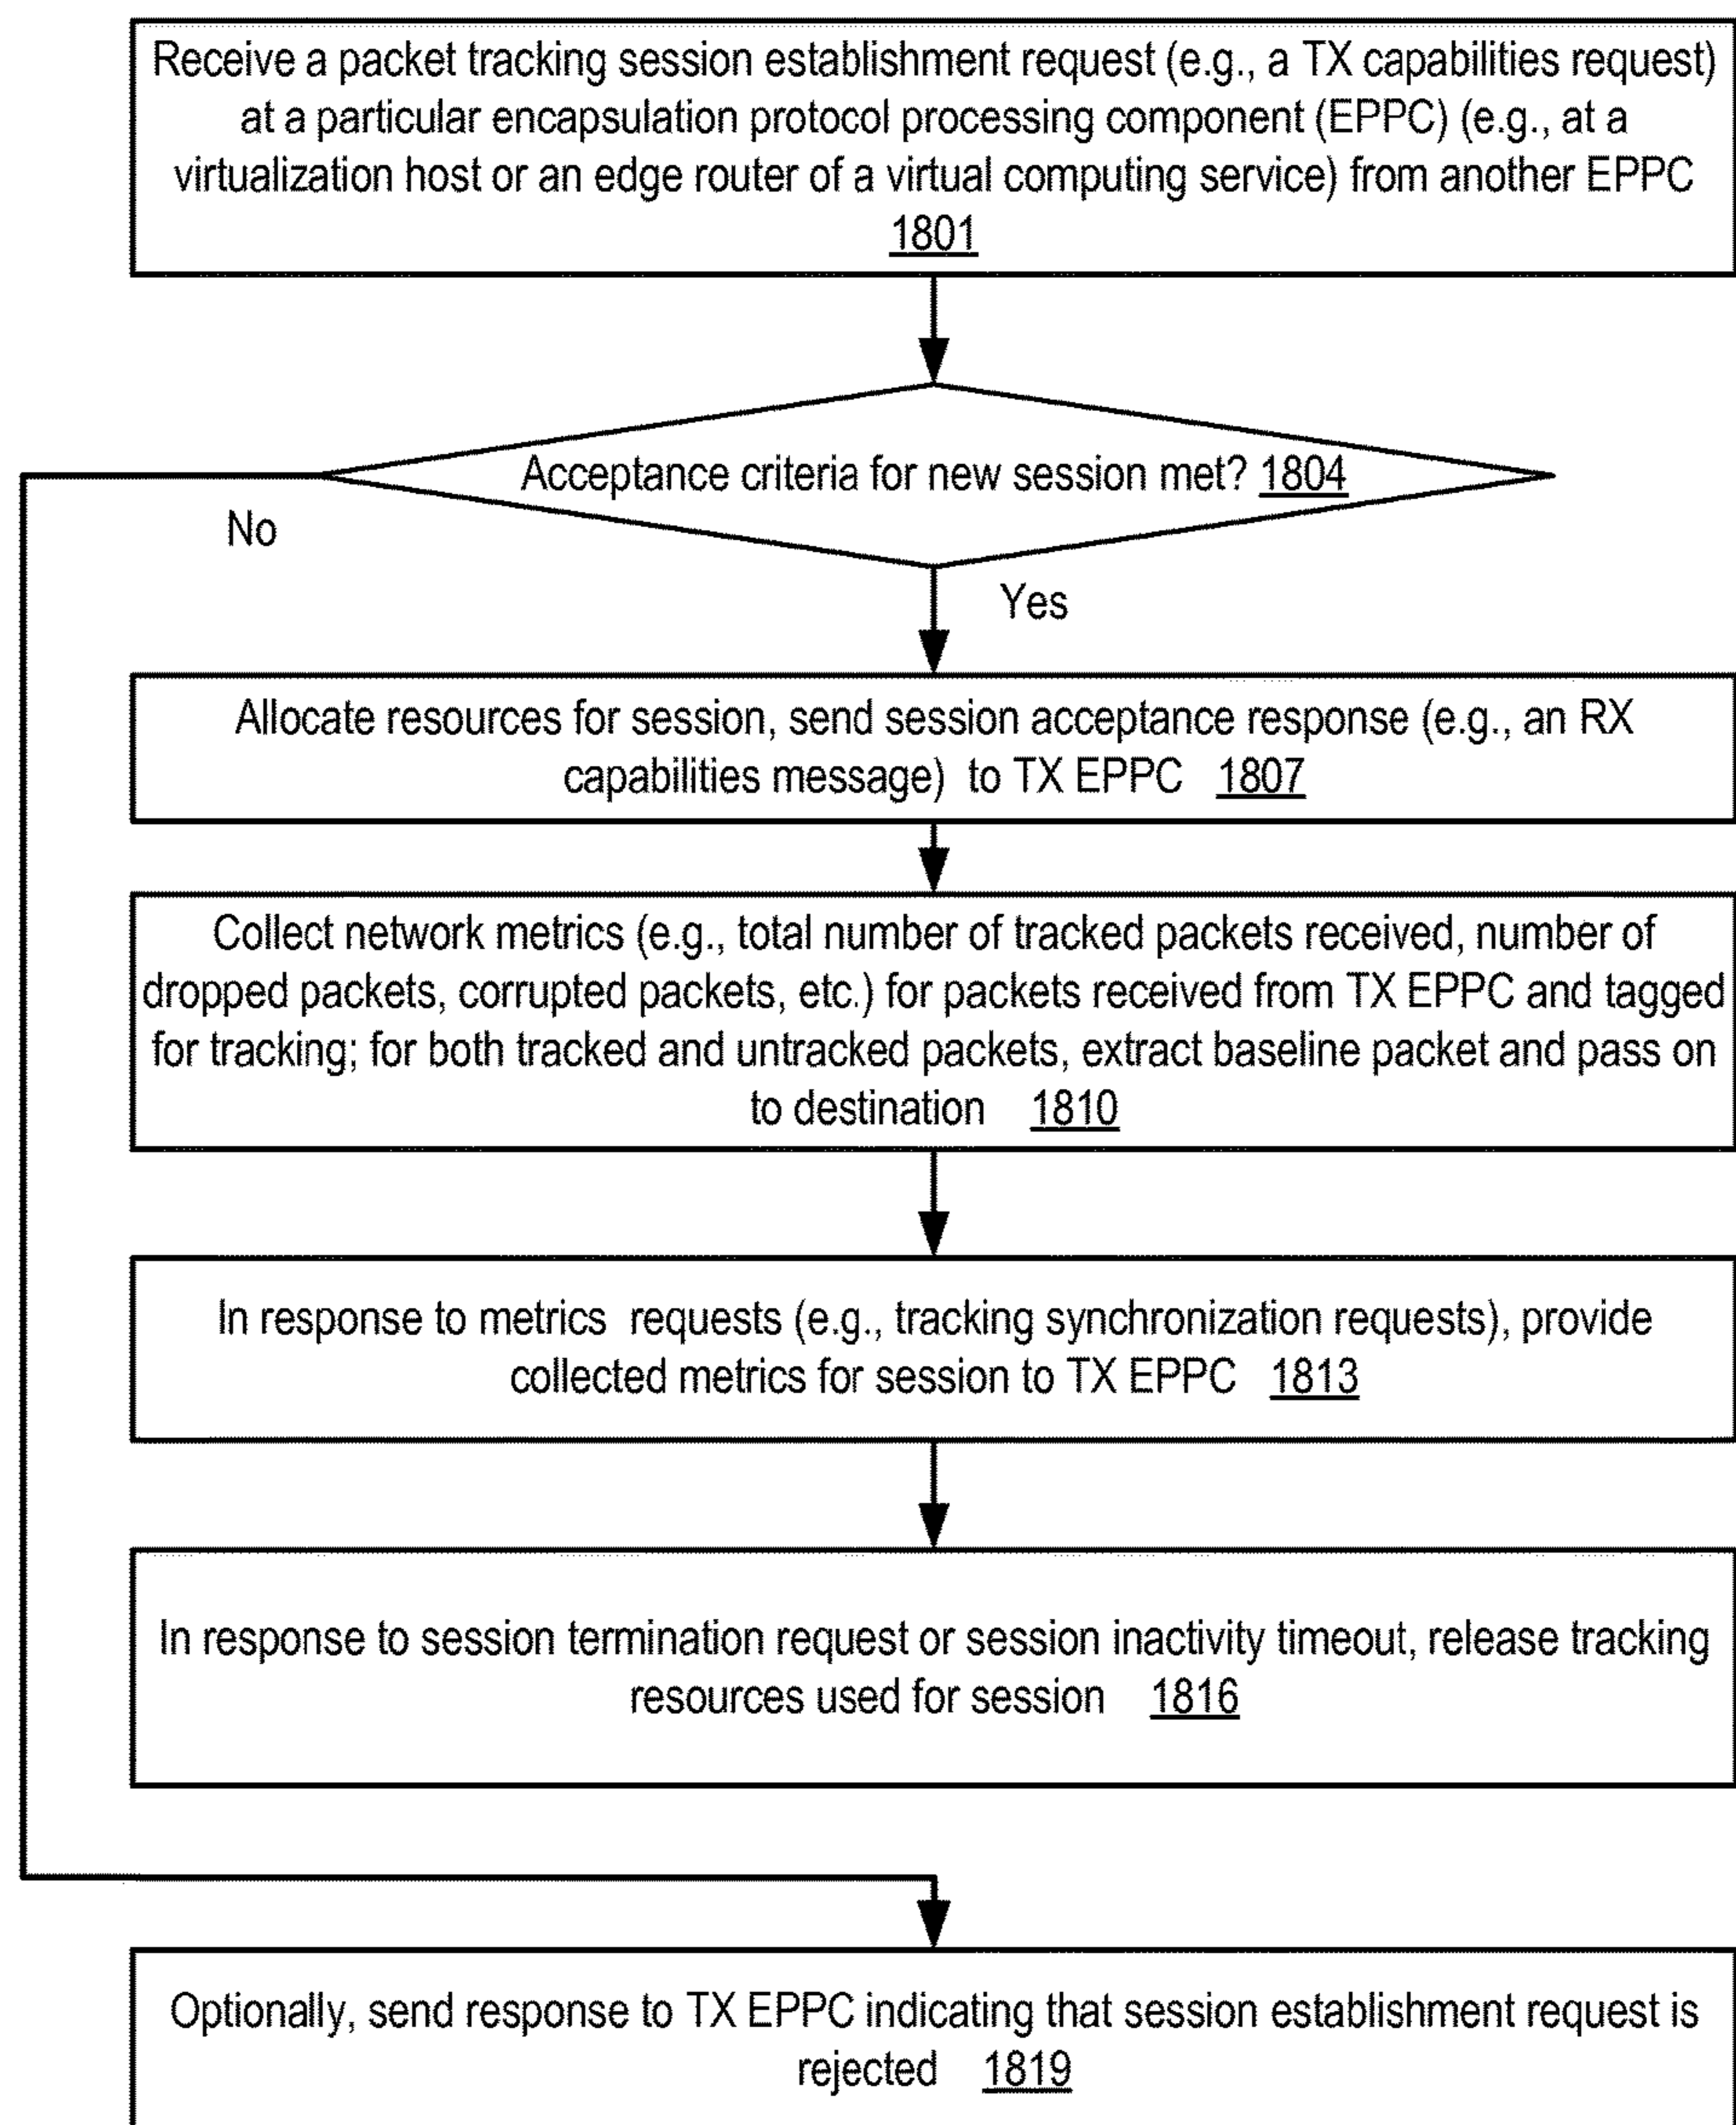 Receive a packet tracking session establishment request (e.g., a TX capabilities request)
at a particular encapsulation protocol processing component (EPPC) (e.g., at a
virtualization host or an edge router of a virtual computing service) from another EPPC
1801
Acceptance criteria for new session met? 1804
No
Yes
Allocate resources for session, send session acceptance response (e.g., an RX
capabilities message) to TX EPPC 1807
Collect network metrics (e.g., total number of tracked packets received, number of
dropped packets, corrupted packets, etc.) for packets received from TX EPPC and tagged
for tracking; for both tracked and untracked packets, extract baseline packet and pass on
to destination 1810
In response to metrics requests (e.g., tracking synchronization requests), provide
collected metrics for session to TX EPPC 1813
In response to session termination request or session inactivity timeout, release tracking
resources used for session 1816
Optionally, send response to TX EPPC indicating that session establishment request is
rejected 1819